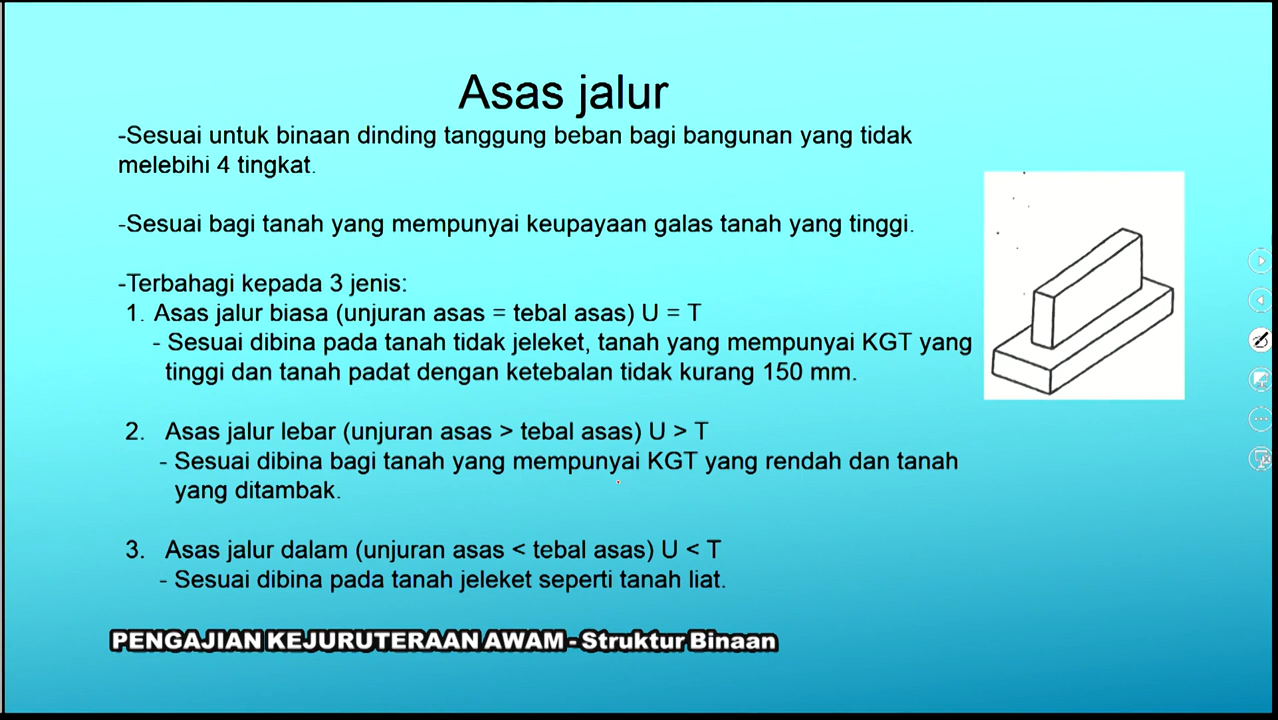 Asas jalur
-Sesuai untuk binaan dinding tanggung beban bagi bangunan yang tidak
melebihi 4 tingkat.
-Sesuai bagi tanah yang mempunyai keupayaan galas tanah yang tinggi.
-Terbahagi kepada 3 jenis:
1. Asas jalur biasa (unjuran asas = tebal asas) U = T
- Sesuai dibina pada tanah tidak jeleket, tanah yang mempunyai KGT yang
tinggi dan tanah padat dengan ketebalan tidak kurang 150 mm.
2. Asas jalur lebar (unjuran asas > tebal asas) U > T
- Sesuai dibina bagi tanah yang mempunyai KGT yang rendah dan tanah
yang ditambak.
3. Asas jalur dalam (unjuran asas < tebal asas) U < T
- Sesuai dibina pada tanah jeleket seperti tanah liat.
PENGAJIAN KEJURUTERAAN AWAM - Struktur Binaan